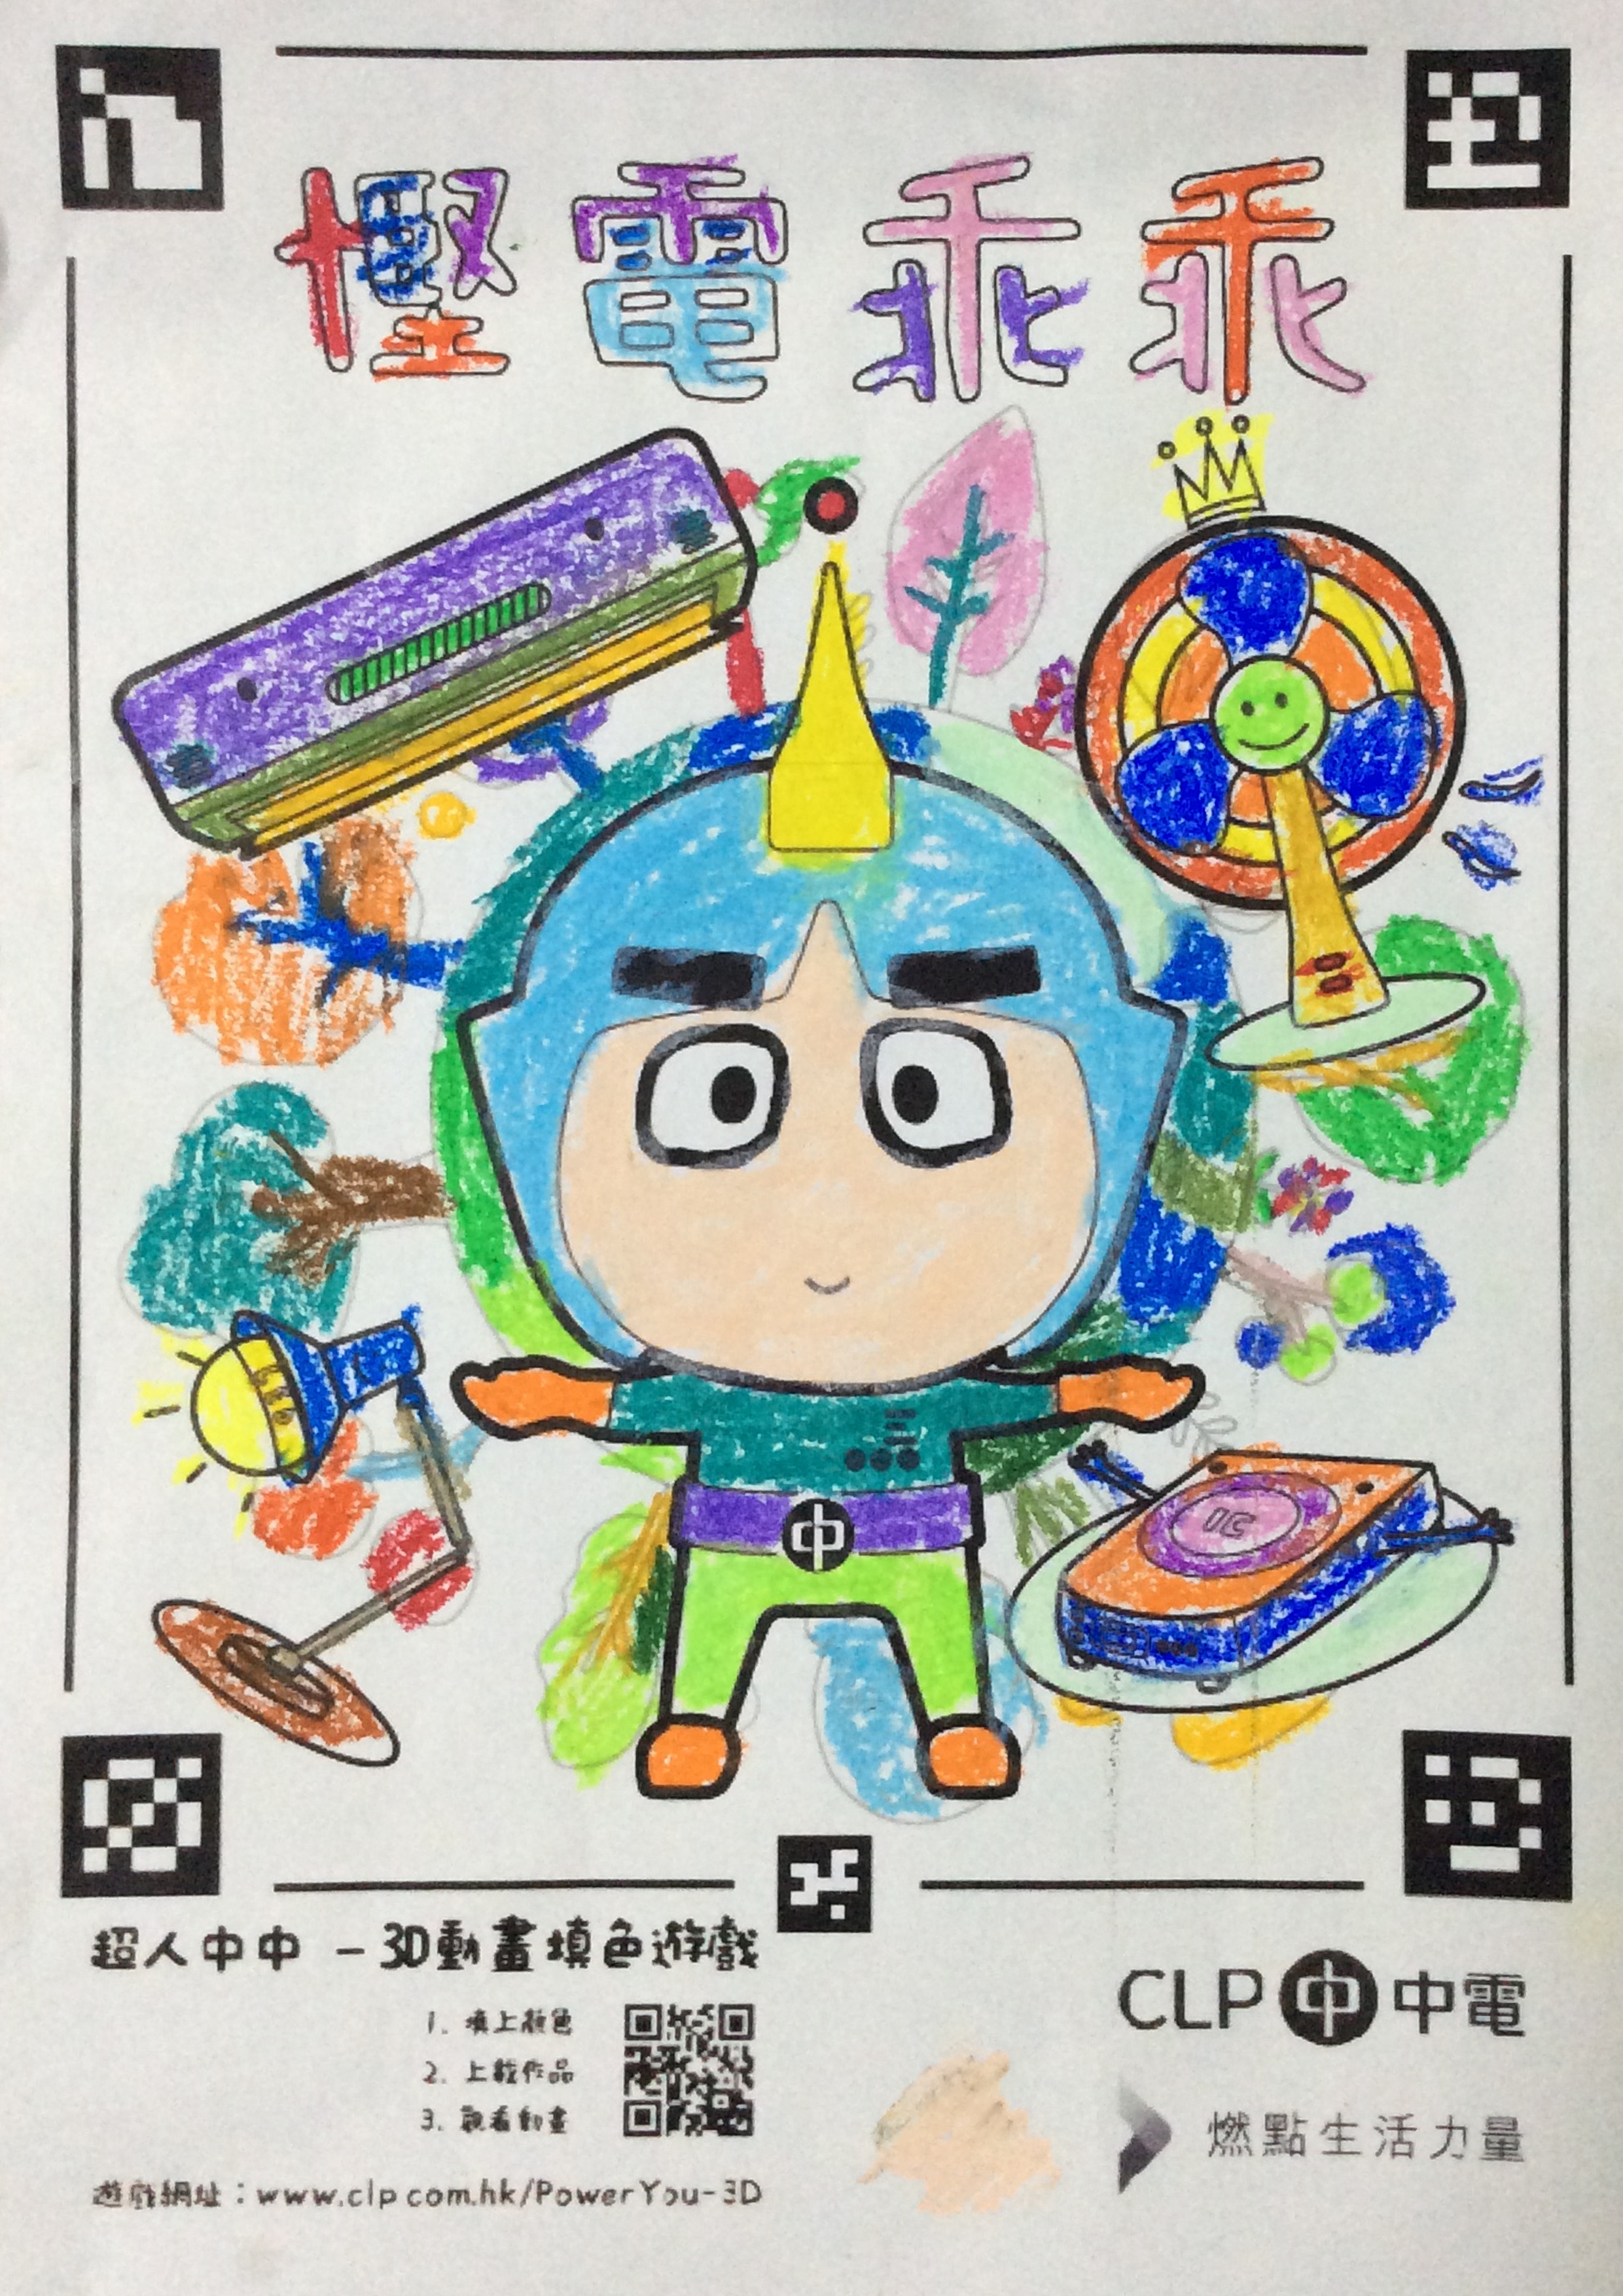 慳電乖乖
IC
中
超人中中 - 3D動畫填色遊戲
1. 填上顏色
2. 上載作品
3. 觀看動畫
遊戲網址：www.clp.com.hk/PowerYou-3D
CLP 中 中電
燃點生活力量